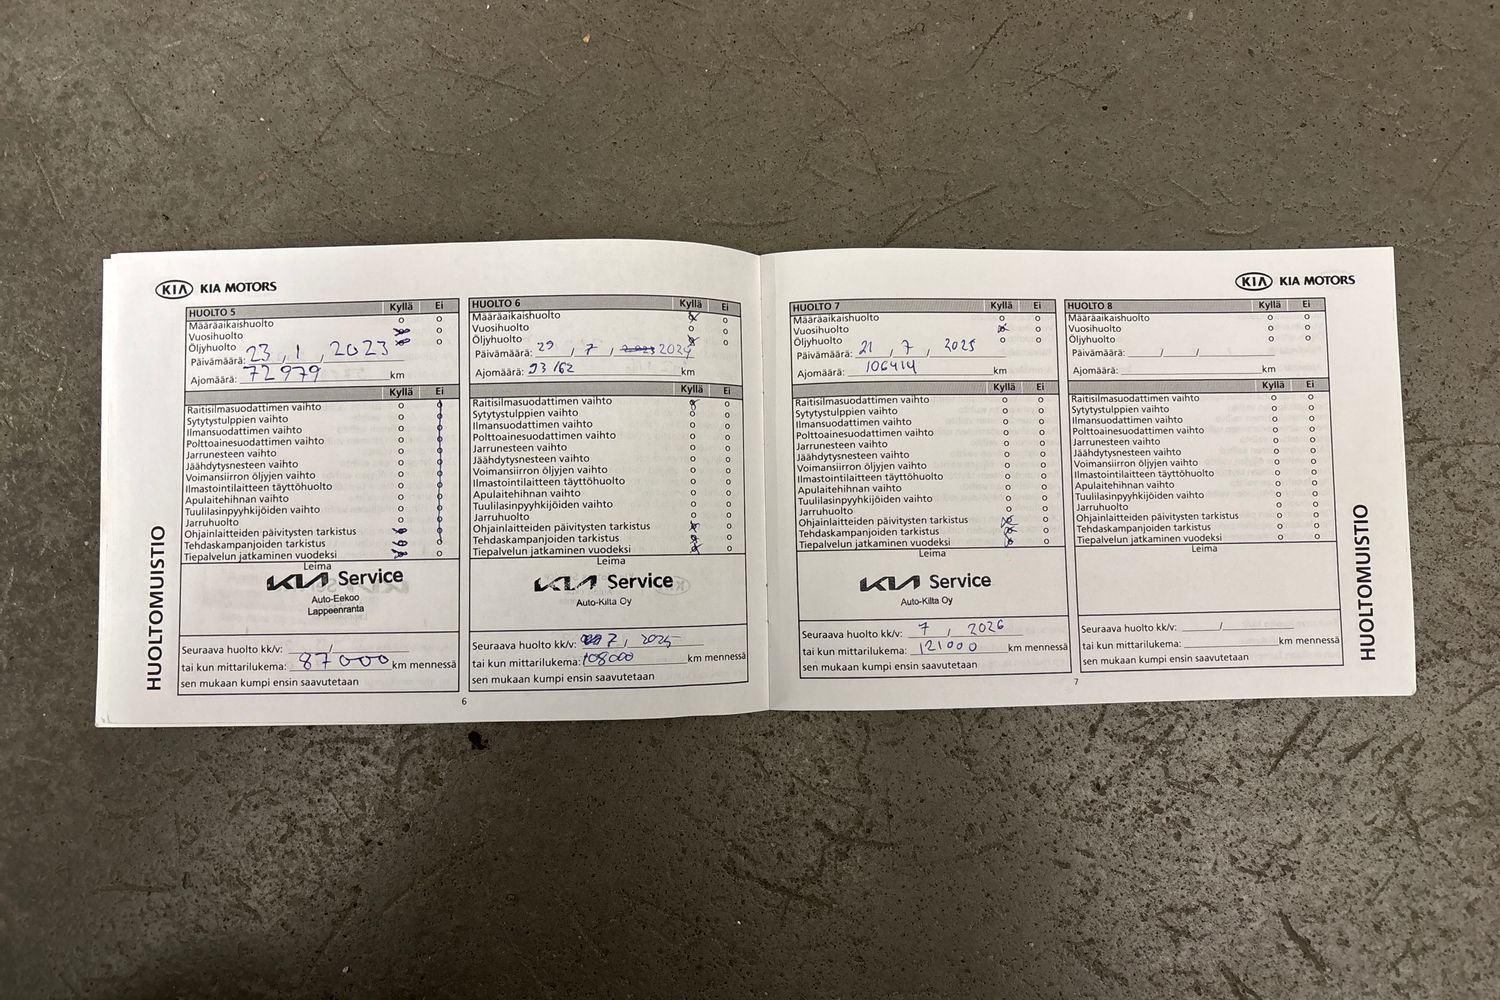 KIA KIA MOTORS
HUOLTOMUISTIO
HUOLTO 5 Kyllä Ei
Määräaikaishuolto
Vuosihuolto
Öljyhuolto
Päivämäärä: 23 , 1 , 2023
Ajomäärä: 72979 km
Kyllä Ei
Raitisilmasuodattimen vaihto
Sytytystulppien vaihto
Ilmansuodattimen vaihto
Polttoainesuodattimen vaihto
Jarrunesteen vaihto
Jäähdytysnesteen vaihto
Voimansiirron öljyjen vaihto
Ilmastointilaitteen täyttöhuolto
Apulaitehihnan vaihto
Tuulilasinpyyhkijöiden vaihto
Jarruhuolto
Ohjainlaitteiden päivitysten tarkistus
Tehdaskampanjoiden tarkistus
Tiepalvelun jatkaminen vuodeksi
Leima
KIA Service
Auto-Eekoo
Lappeenranta
Seuraava huolto kk/v: /
tai kun mittarilukema: 87000 km mennessä
sen mukaan kumpi ensin saavutetaan
HUOLTO 6 Kyllä Ei
Määräaikaishuolto
Vuosihuolto
Öljyhuolto
Päivämäärä: 29 , 7 , 2023 2024
Ajomäärä: 93162 km
Kyllä Ei
Raitisilmasuodattimen vaihto
Sytytystulppien vaihto
Ilmansuodattimen vaihto
Polttoainesuodattimen vaihto
Jarrunesteen vaihto
Jäähdytysnesteen vaihto
Voimansiirron öljyjen vaihto
Ilmastointilaitteen täyttöhuolto
Apulaitehihnan vaihto
Tuulilasinpyyhkijöiden vaihto
Jarruhuolto
Ohjainlaitteiden päivitysten tarkistus
Tehdaskampanjoiden tarkistus
Tiepalvelun jatkaminen vuodeksi
Leima
KIA Service
Auto-Kilta Oy
Seuraava huolto kk/v: 7 , 2025
tai kun mittarilukema: 108000 km mennessä
sen mukaan kumpi ensin saavutetaan
6
KIA KIA MOTORS
HUOLTO 7 Kyllä Ei
Määräaikaishuolto
Vuosihuolto
Öljyhuolto
Päivämäärä: 21 , 7 , 2025
Ajomäärä: 106414 km
Kyllä Ei
Raitisilmasuodattimen vaihto
Sytytystulppien vaihto
Ilmansuodattimen vaihto
Polttoainesuodattimen vaihto
Jarrunesteen vaihto
Jäähdytysnesteen vaihto
Voimansiirron öljyjen vaihto
Ilmastointilaitteen täyttöhuolto
Apulaitehihnan vaihto
Tuulilasinpyyhkijöiden vaihto
Jarruhuolto
Ohjainlaitteiden päivitysten tarkistus
Tehdaskampanjoiden tarkistus
Tiepalvelun jatkaminen vuodeksi
Leima
KIA Service
Auto-Kilta Oy
Seuraava huolto kk/v: 7 , 2026
tai kun mittarilukema: 121000 km mennessä
sen mukaan kumpi ensin saavutetaan
HUOLTO 8 Kyllä Ei
Määräaikaishuolto
Vuosihuolto
Öljyhuolto
Päivämäärä: / /
Ajomäärä: km
Kyllä Ei
Raitisilmasuodattimen vaihto
Sytytystulppien vaihto
Ilmansuodattimen vaihto
Polttoainesuodattimen vaihto
Jarrunesteen vaihto
Jäähdytysnesteen vaihto
Voimansiirron öljyjen vaihto
Ilmastointilaitteen täyttöhuolto
Apulaitehihnan vaihto
Tuulilasinpyyhkijöiden vaihto
Jarruhuolto
Ohjainlaitteiden päivitysten tarkistus
Tehdaskampanjoiden tarkistus
Tiepalvelun jatkaminen vuodeksi
Leima
Seuraava huolto kk/v: /
tai kun mittarilukema: km mennessä
sen mukaan kumpi ensin saavutetaan
HUOLTOMUISTIO
7